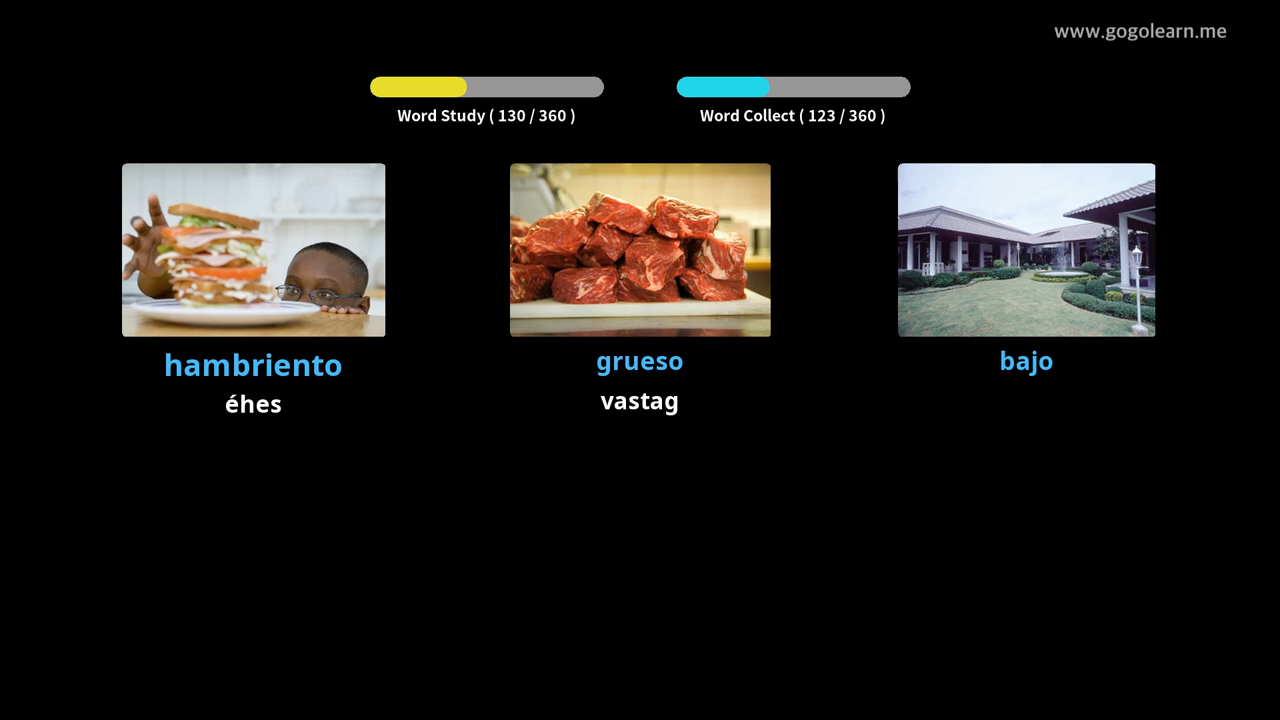 www.gogolearn.me
Word Study ( 130 / 360 )
Word Collect ( 123 / 360 )
hambriento
grueso
bajo
éhes
vastag